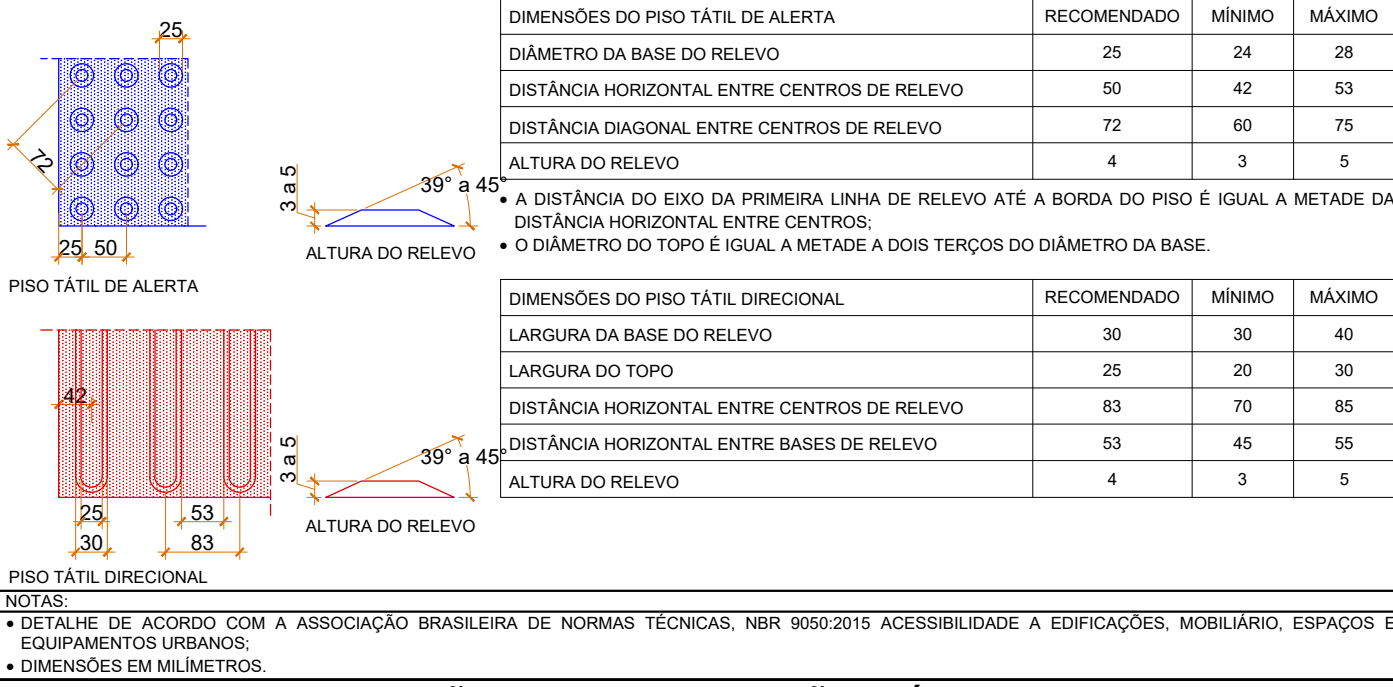 25
72
25 50
PISO TÁTIL DE ALERTA
3 a 5
39° a 45°
ALTURA DO RELEVO
DIMENSÕES DO PISO TÁTIL DE ALERTA RECOMENDADO MÍNIMO MÁXIMO
DIÂMETRO DA BASE DO RELEVO 25 24 28
DISTÂNCIA HORIZONTAL ENTRE CENTROS DE RELEVO 50 42 53
DISTÂNCIA DIAGONAL ENTRE CENTROS DE RELEVO 72 60 75
ALTURA DO RELEVO 4 3 5
• A DISTÂNCIA DO EIXO DA PRIMEIRA LINHA DE RELEVO ATÉ A BORDA DO PISO É IGUAL A METADE DA
DISTÂNCIA HORIZONTAL ENTRE CENTROS;
• O DIÂMETRO DO TOPO É IGUAL A METADE A DOIS TERÇOS DO DIÂMETRO DA BASE.
42
25 53
30 83
PISO TÁTIL DIRECIONAL
3 a 5
39° a 45°
ALTURA DO RELEVO
DIMENSÕES DO PISO TÁTIL DIRECIONAL RECOMENDADO MÍNIMO MÁXIMO
LARGURA DA BASE DO RELEVO 30 30 40
LARGURA DO TOPO 25 20 30
DISTÂNCIA HORIZONTAL ENTRE CENTROS DE RELEVO 83 70 85
DISTÂNCIA HORIZONTAL ENTRE BASES DE RELEVO 53 45 55
ALTURA DO RELEVO 4 3 5
NOTAS:
• DETALHE DE ACORDO COM A ASSOCIAÇÃO BRASILEIRA DE NORMAS TÉCNICAS, NBR 9050:2015 ACESSIBILIDADE A EDIFICAÇÕES, MOBILIÁRIO, ESPAÇOS E
EQUIPAMENTOS URBANOS;
• DIMENSÕES EM MILÍMETROS.